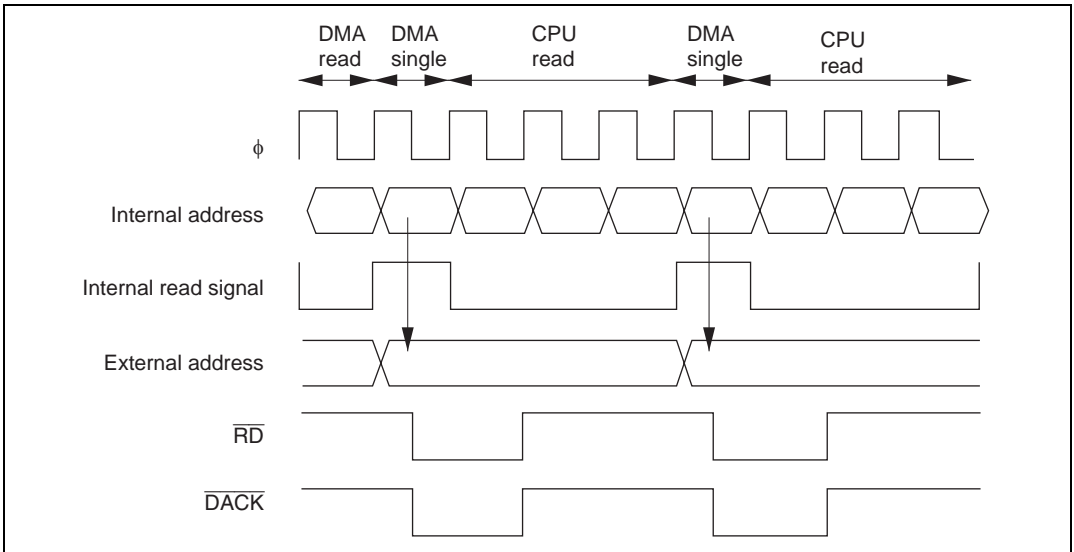 DMA read
DMA single
CPU read
DMA single
CPU read
ϕ
Internal address
Internal read signal
External address
RD
DACK